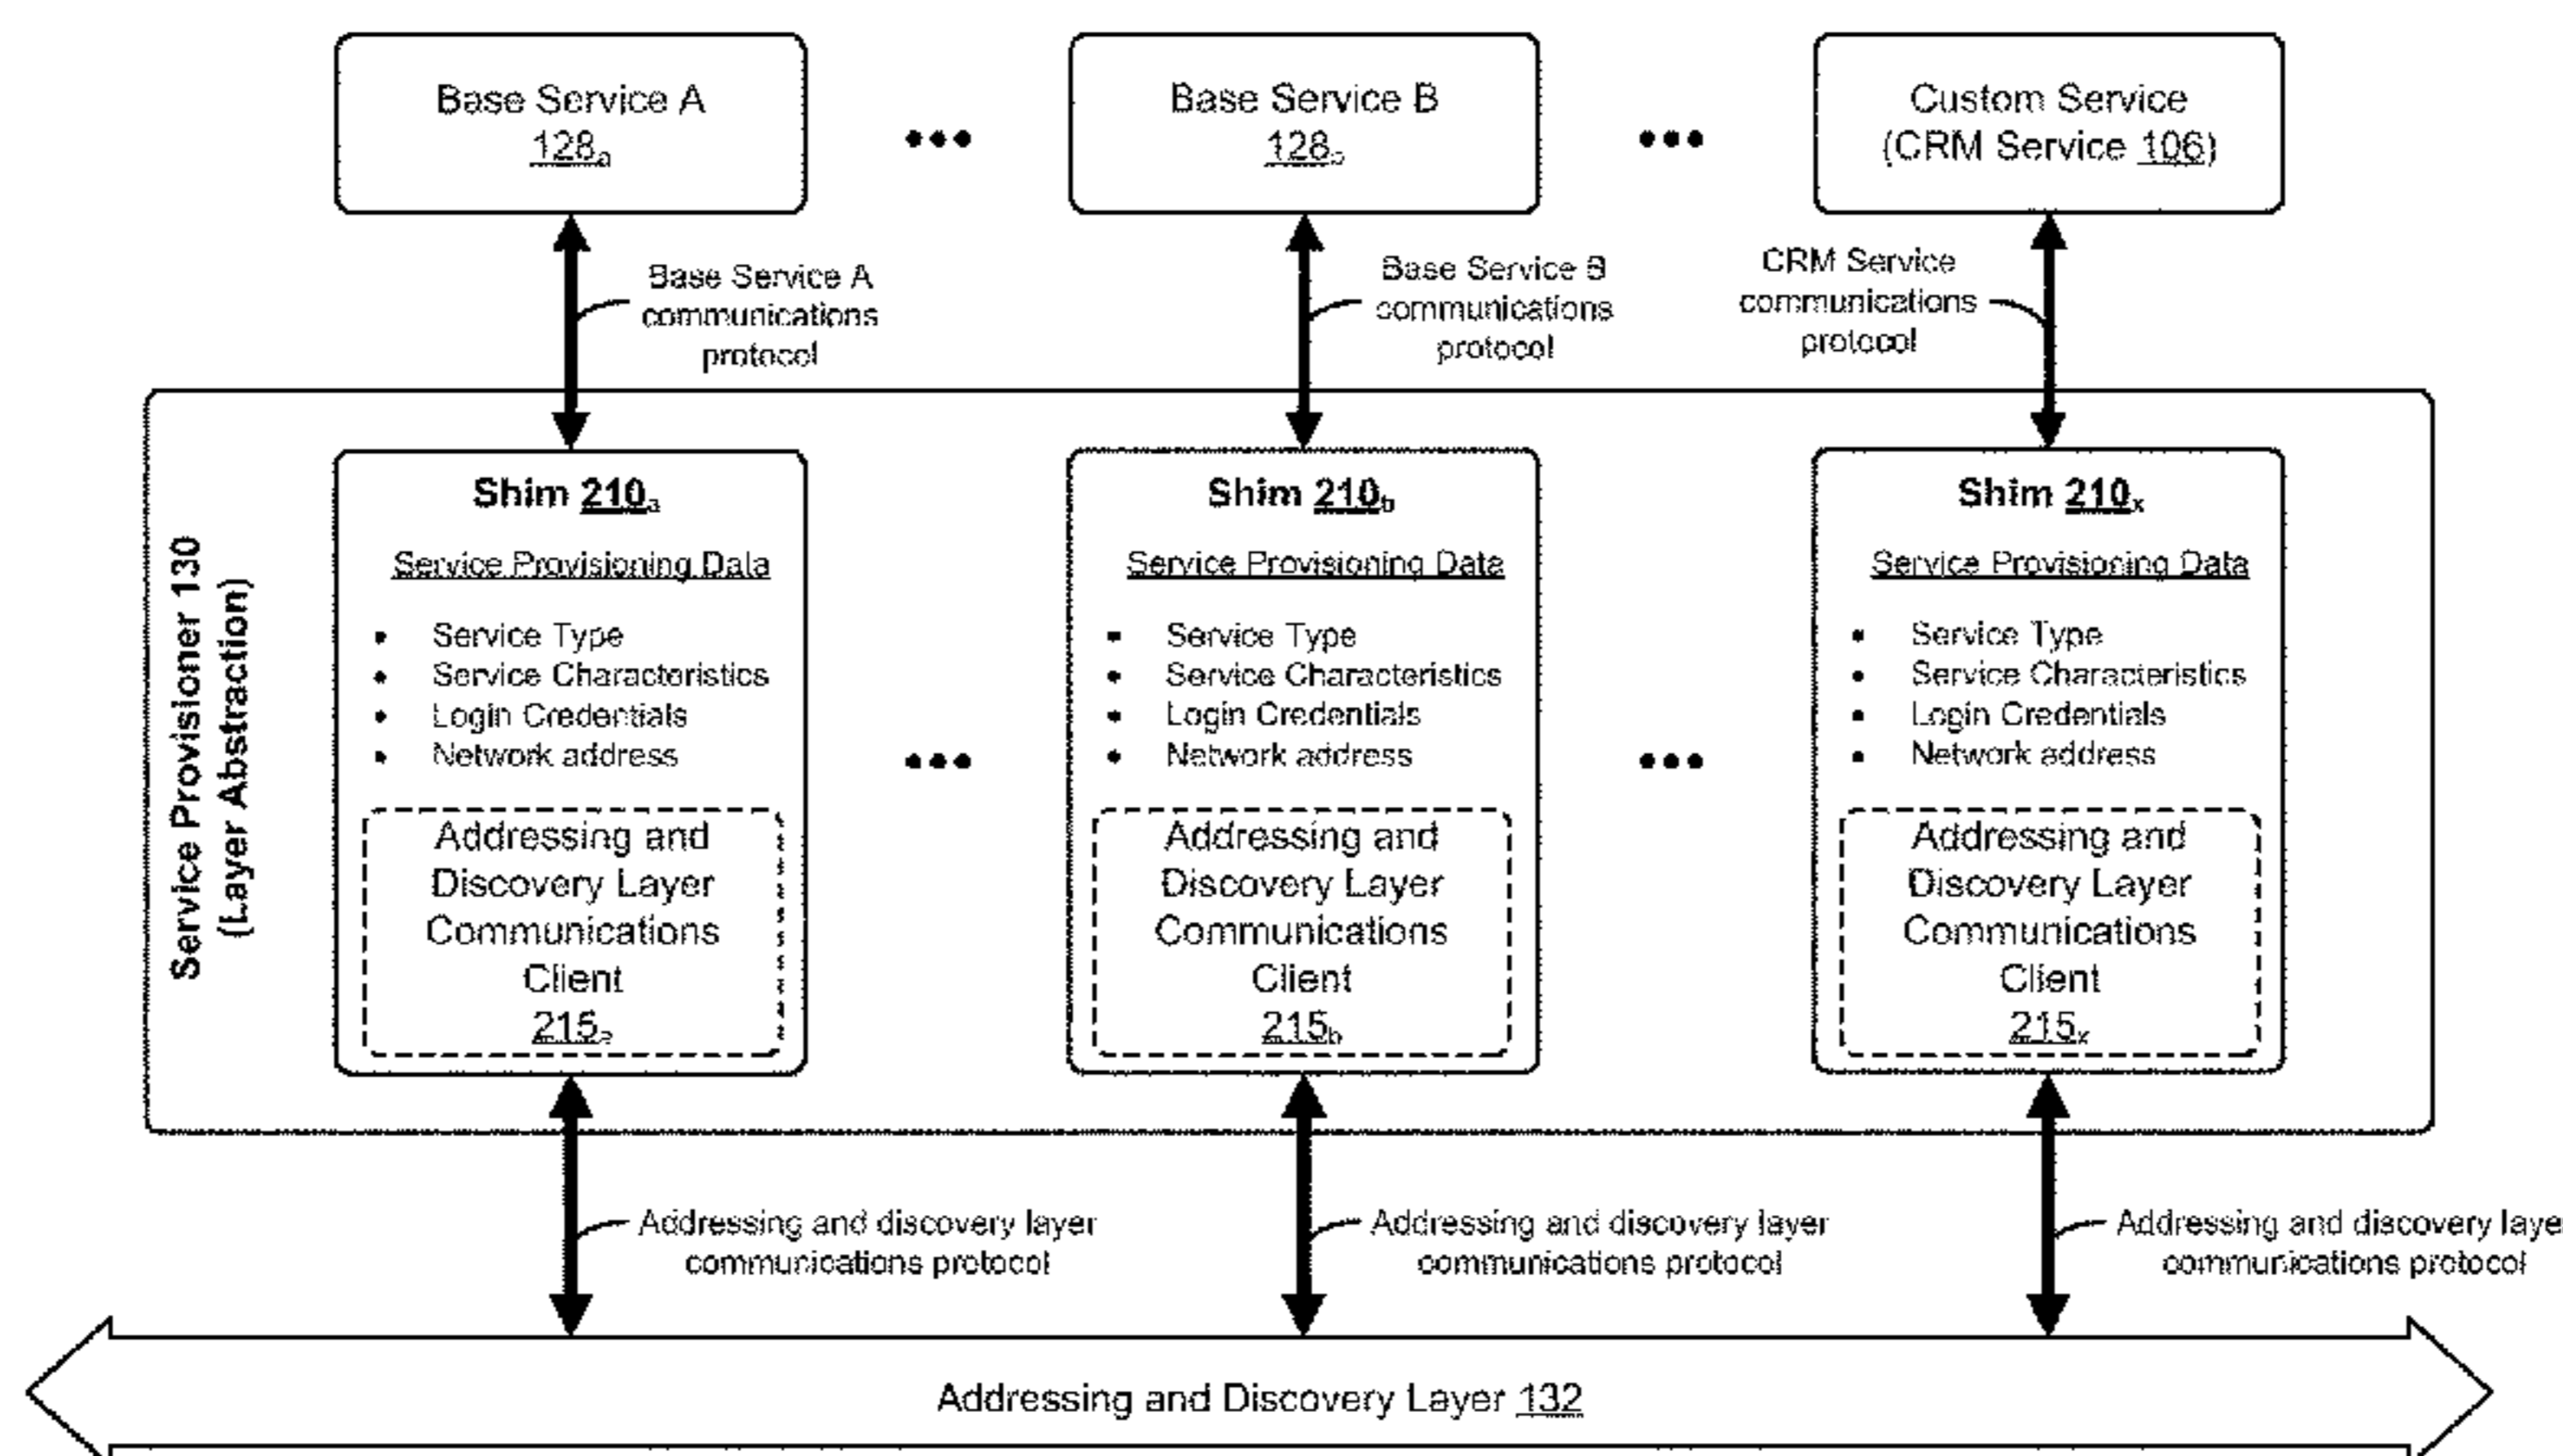 Base Service A
128a
•••
Base Service B
128b
•••
Custom Service
(CRM Service 106)
Base Service A
communications
protocol
Base Service B
communications
protocol
CRM Service
communications
protocol
Service Provisioner 130
(Layer Abstraction)
Shim 210a
Service Provisioning Data
• Service Type
• Service Characteristics
• Login Credentials
• Network address
Addressing and
Discovery Layer
Communications
Client
215a
•••
Shim 210b
Service Provisioning Data
• Service Type
• Service Characteristics
• Login Credentials
• Network address
Addressing and
Discovery Layer
Communications
Client
215b
•••
Shim 210x
Service Provisioning Data
• Service Type
• Service Characteristics
• Login Credentials
• Network address
Addressing and
Discovery Layer
Communications
Client
215x
Addressing and discovery layer
communications protocol
Addressing and discovery layer
communications protocol
Addressing and discovery laye
communications protocol
Addressing and Discovery Layer 132